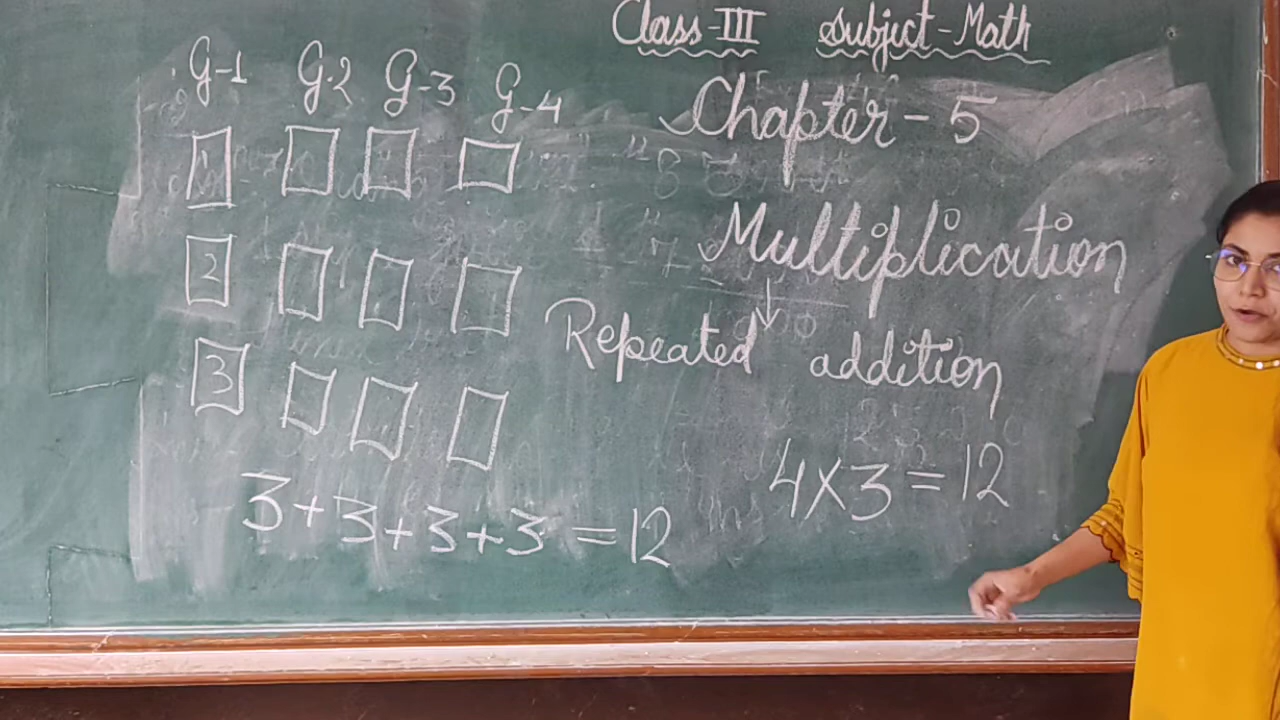 Class-III Subject-Math
G-1 G-2 G-3 G-4
Chapter-5
1
Multiplication
2
Repeated addition
3
4×3=12
3+3+3+3=12